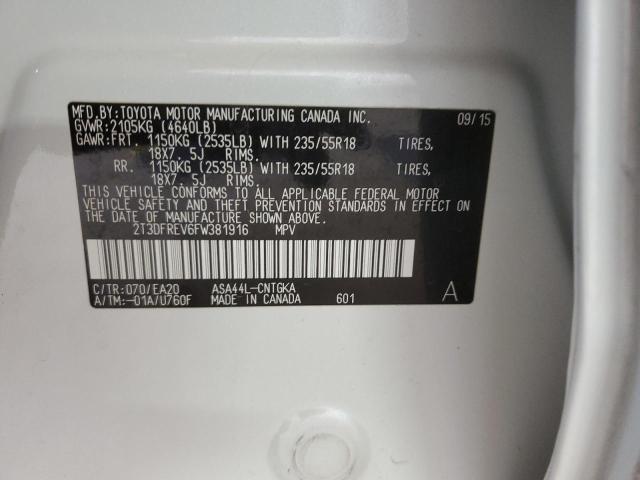 MFD.BY:TOYOTA MOTOR MANUFACTURING CANADA INC. 09/15
GVWR:2105KG (4640LB)
GAWR:FRT. 1150KG (2535LB) WITH 235/55R18 TIRES,
18X7. 5J RIMS.
RR. 1150KG (2535LB) WITH 235/55R18 TIRES,
18X7. 5J RIMS.
THIS VEHICLE CONFORMS TO ALL APPLICABLE FEDERAL MOTOR
VEHICLE SAFETY AND THEFT PREVENTION STANDARDS IN EFFECT ON
THE DATE OF MANUFACTURE SHOWN ABOVE.
2T3DFREV6FW381916 MPV
C/TR:070/EA20 ASA44L-CNTGKA
A/TM:-01A/U760F MADE IN CANADA 601 A